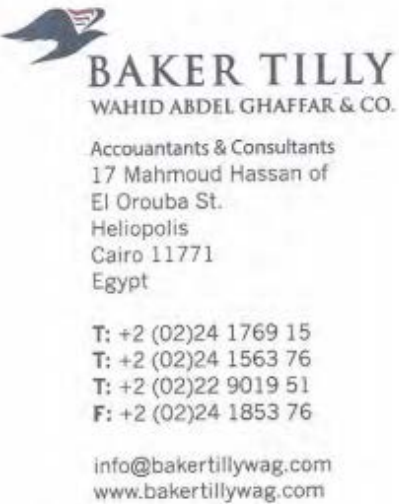 BAKER TILLY
WAHID ABDEL GHAFFAR & CO.
Accouantants & Consultants
17 Mahmoud Hassan of
El Orouba St.
Heliopolis
Cairo 11771
Egypt
T: +2 (02)24 1769 15
T: +2 (02)24 1563 76
T: +2 (02)22 9019 51
F: +2 (02)24 1853 76
info@bakertillywag.com
www.bakertillywag.com